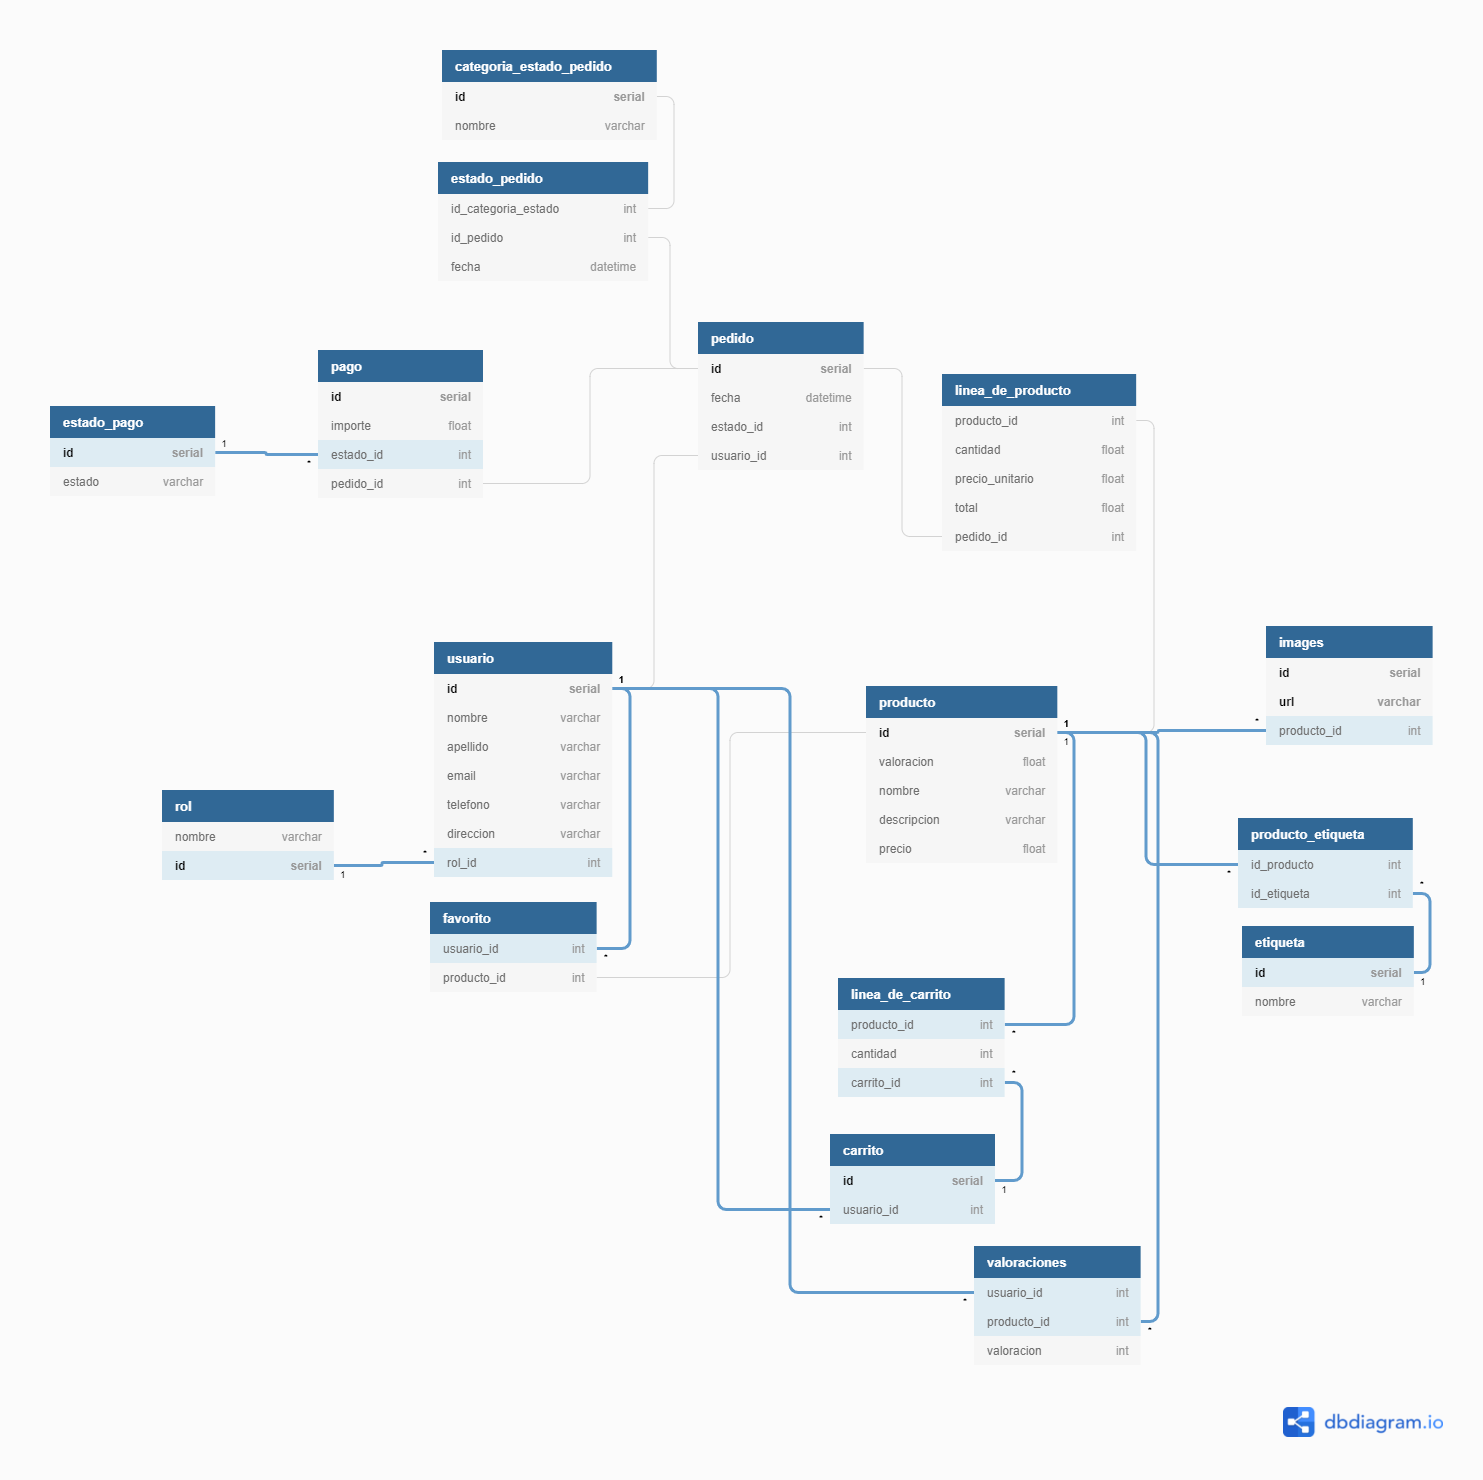 categoria_estado_pedido
id serial
nombre varchar
estado_pedido
id_categoria_estado int
id_pedido int
fecha datetime
pedido
id serial
fecha datetime
estado_id int
usuario_id int
pago
id serial
importe float
estado_id int
pedido_id int
linea_de_producto
producto_id int
cantidad float
precio_unitario float
total float
pedido_id int
estado_pago
id serial
estado varchar
1
*
usuario
id serial
nombre varchar
apellido varchar
email varchar
telefono varchar
direccion varchar
rol_id int
1
*
producto
id serial
valoracion float
nombre varchar
descripcion varchar
precio float
1
1
images
id serial
url varchar
producto_id int
*
rol
nombre varchar
id serial
1
favorito
usuario_id int
producto_id int
*
producto_etiqueta
id_producto int
id_etiqueta int
*
*
etiqueta
id serial
nombre varchar
1
linea_de_carrito
producto_id int
cantidad int
carrito_id int
*
*
carrito
id serial
usuario_id int
1
*
valoraciones
usuario_id int
producto_id int
valoracion int
*
*
dbdiagram.io